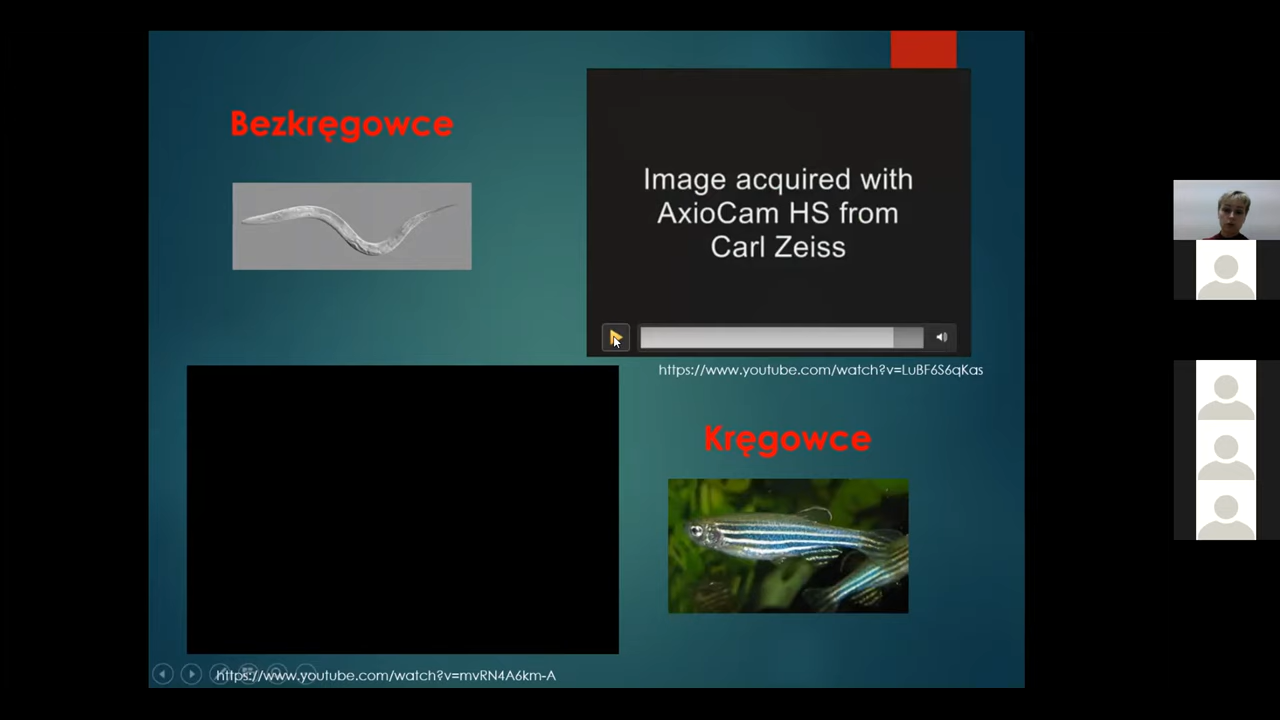 Bezkręgowce
Image acquired with
AxioCam HS from
Carl Zeiss
https://www.youtube.com/watch?v=LuBF6S6qKas
Kręgowce
https://www.youtube.com/watch?v=mvRN4A6km-A